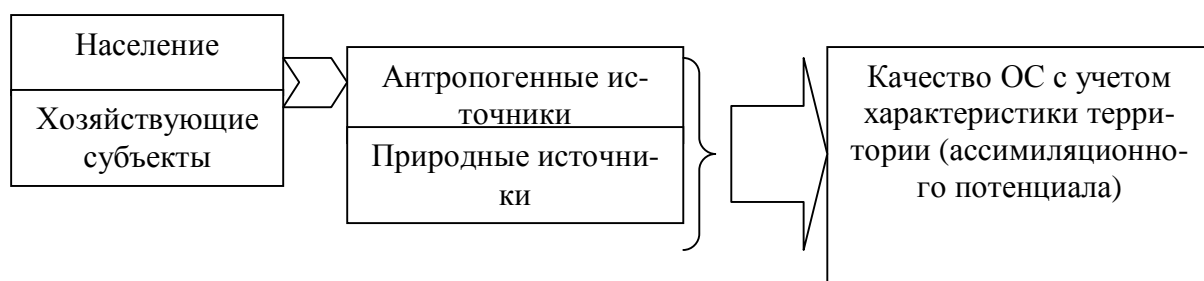 Население
Хозяйствующие
субъекты
Антропогенные ис-
точники
Природные источни-
ки
Качество ОС с учетом
характеристики терри-
тории (ассимиляционно-
го потенциала)